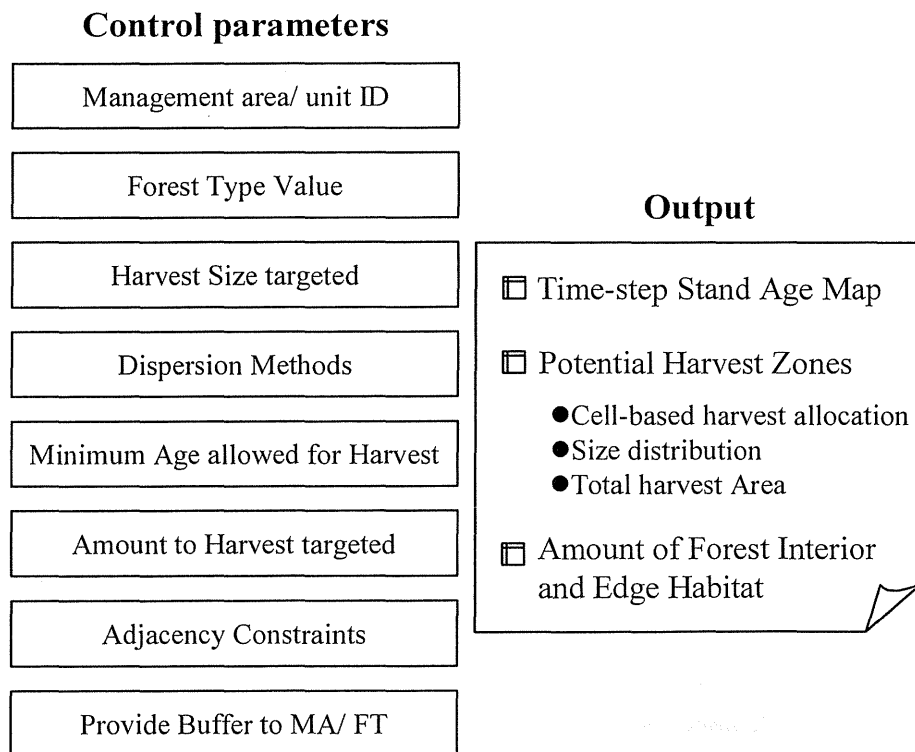 Control parameters
Management area/ unit ID
Forest Type Value
Harvest Size targeted
Dispersion Methods
Minimum Age allowed for Harvest
Amount to Harvest targeted
Adjacency Constraints
Provide Buffer to MA/ FT
Output
Time-step Stand Age Map
Potential Harvest Zones
●Cell-based harvest allocation
●Size distribution
●Total harvest Area
Amount of Forest Interior
and Edge Habitat